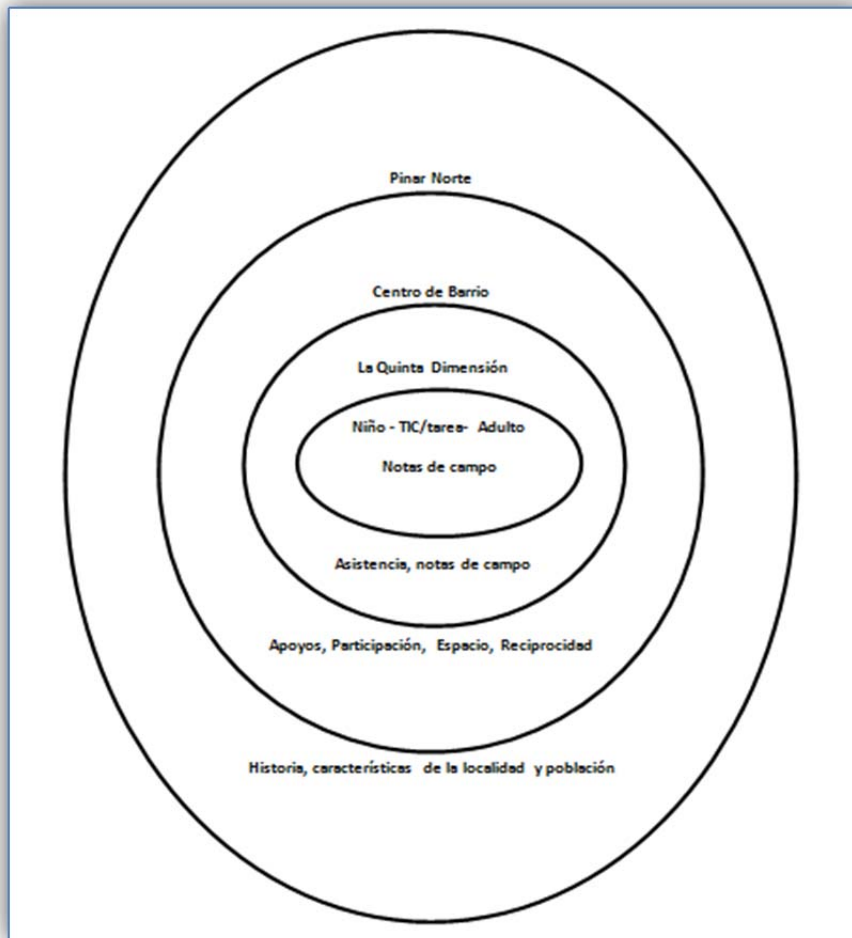 Pinar Norte
Centro de Barrio
La Quinta Dimensión
Niño - TIC/tarea- Adulto
Notas de campo
Asistencia, notas de campo
Apoyos, Participación, Espacio, Reciprocidad
Historia, características de la localidad y población